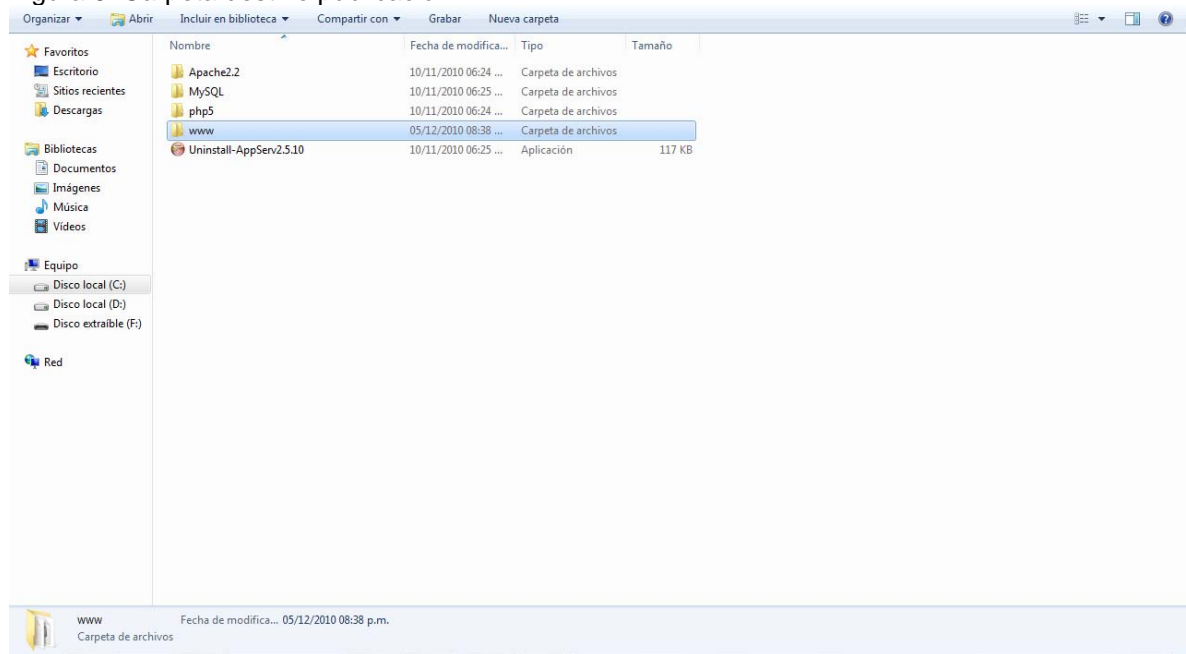 Organizar Abrir Incluir en biblioteca Compartir con Grabar Nueva carpeta
Favoritos
Escritorio
Sitios recientes
Descargas
Bibliotecas
Documentos
Imágenes
Música
Vídeos
Equipo
Disco local (C:)
Disco local (D:)
Disco extraíble (F:)
Red
Nombre Fecha de modifica... Tipo Tamaño
Apache2.2 10/11/2010 06:24 ... Carpeta de archivos
MySQL 10/11/2010 06:25 ... Carpeta de archivos
php5 10/11/2010 06:24 ... Carpeta de archivos
www 05/12/2010 08:38 ... Carpeta de archivos
Uninstall-AppServ2.5.10 10/11/2010 06:25 ... Aplicación 117 KB
www Fecha de modifica... 05/12/2010 08:38 p.m.
Carpeta de archivos